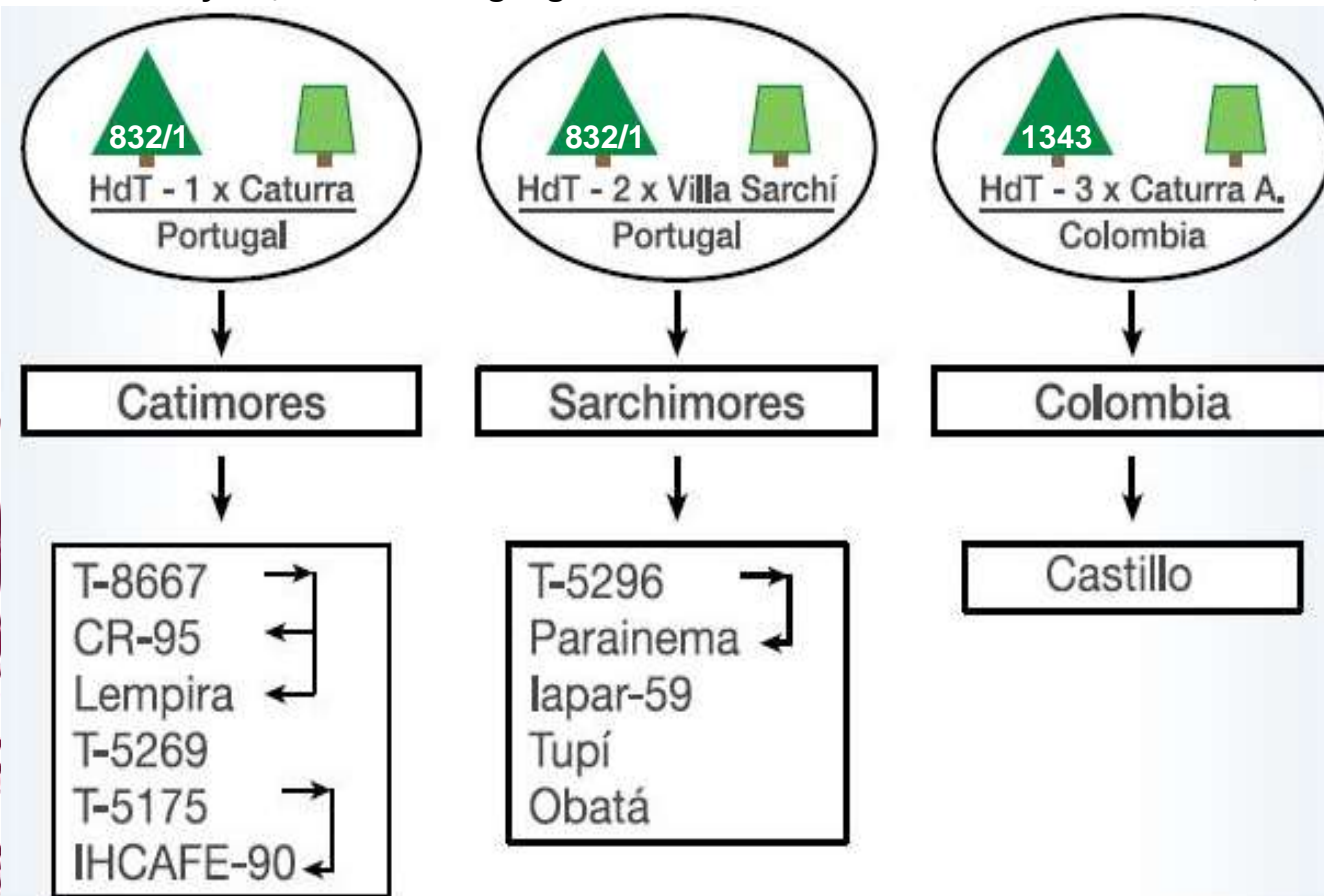 832/1
HdT - 1 x Caturra
Portugal
832/1
HdT - 2 x Villa Sarchí
Portugal
1343
HdT - 3 x Caturra A.
Colombia
Catimores
Sarchimores
Colombia
T-8667
CR-95
Lempira
T-5269
T-5175
IHCAFE-90
T-5296
Parainema
Iapar-59
Tupí
Obatá
Castillo